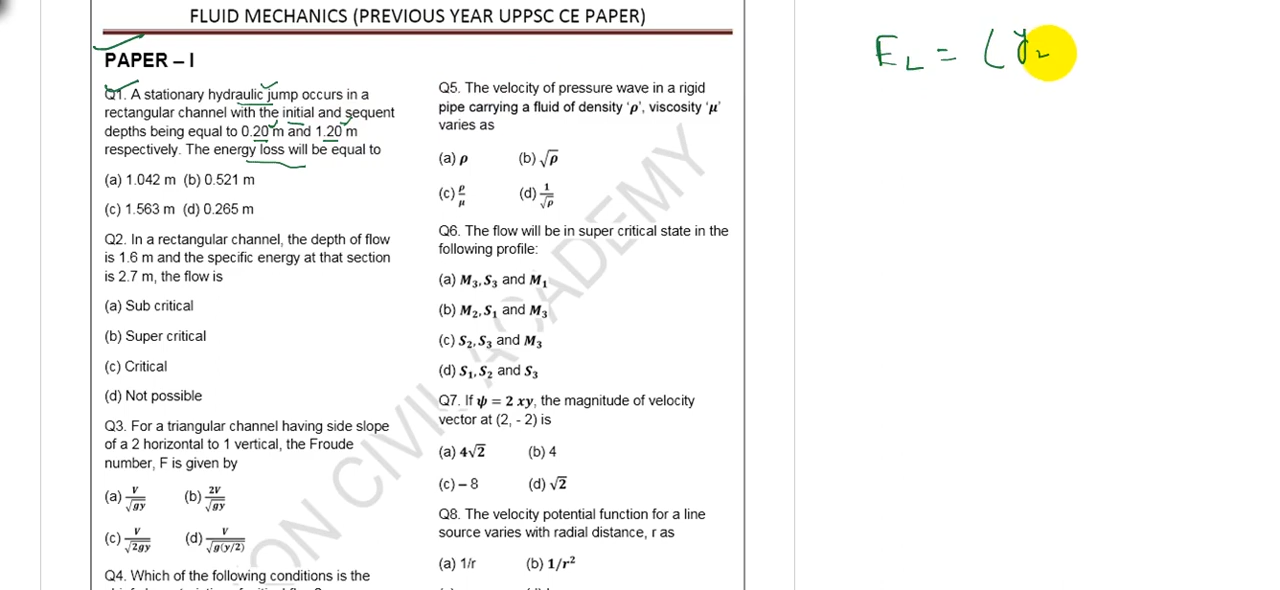 FLUID MECHANICS (PREVIOUS YEAR UPPSC CE PAPER)
PAPER – I
Q1. A stationary hydraulic jump occurs in a
rectangular channel with the initial and sequent
depths being equal to 0.20 m and 1.20 m
respectively. The energy loss will be equal to
(a) 1.042 m (b) 0.521 m
(c) 1.563 m (d) 0.265 m
Q2. In a rectangular channel, the depth of flow
is 1.6 m and the specific energy at that section
is 2.7 m, the flow is
(a) Sub critical
(b) Super critical
(c) Critical
(d) Not possible
Q3. For a triangular channel having side slope
of a 2 horizontal to 1 vertical, the Froude
number, F is given by
(a) V/√gy (b) 2V/√gy
(c) V/√2gy (d) V/√g(y/2)
Q4. Which of the following conditions is the
Q5. The velocity of pressure wave in a rigid
pipe carrying a fluid of density 'ρ', viscosity 'μ'
varies as
(a) ρ (b) √ρ
(c) ρ/μ (d) 1/√ρ
Q6. The flow will be in super critical state in the
following profile:
(a) M₃, S₃ and M₁
(b) M₂, S₁ and M₃
(c) S₂, S₃ and M₃
(d) S₁, S₂ and S₃
Q7. If ψ = 2 xy, the magnitude of velocity
vector at (2, - 2) is
(a) 4√2 (b) 4
(c) – 8 (d) √2
Q8. The velocity potential function for a line
source varies with radial distance, r as
(a) 1/r (b) 1/r²
ON CIVIL ACADEMY
E_L = (y₂